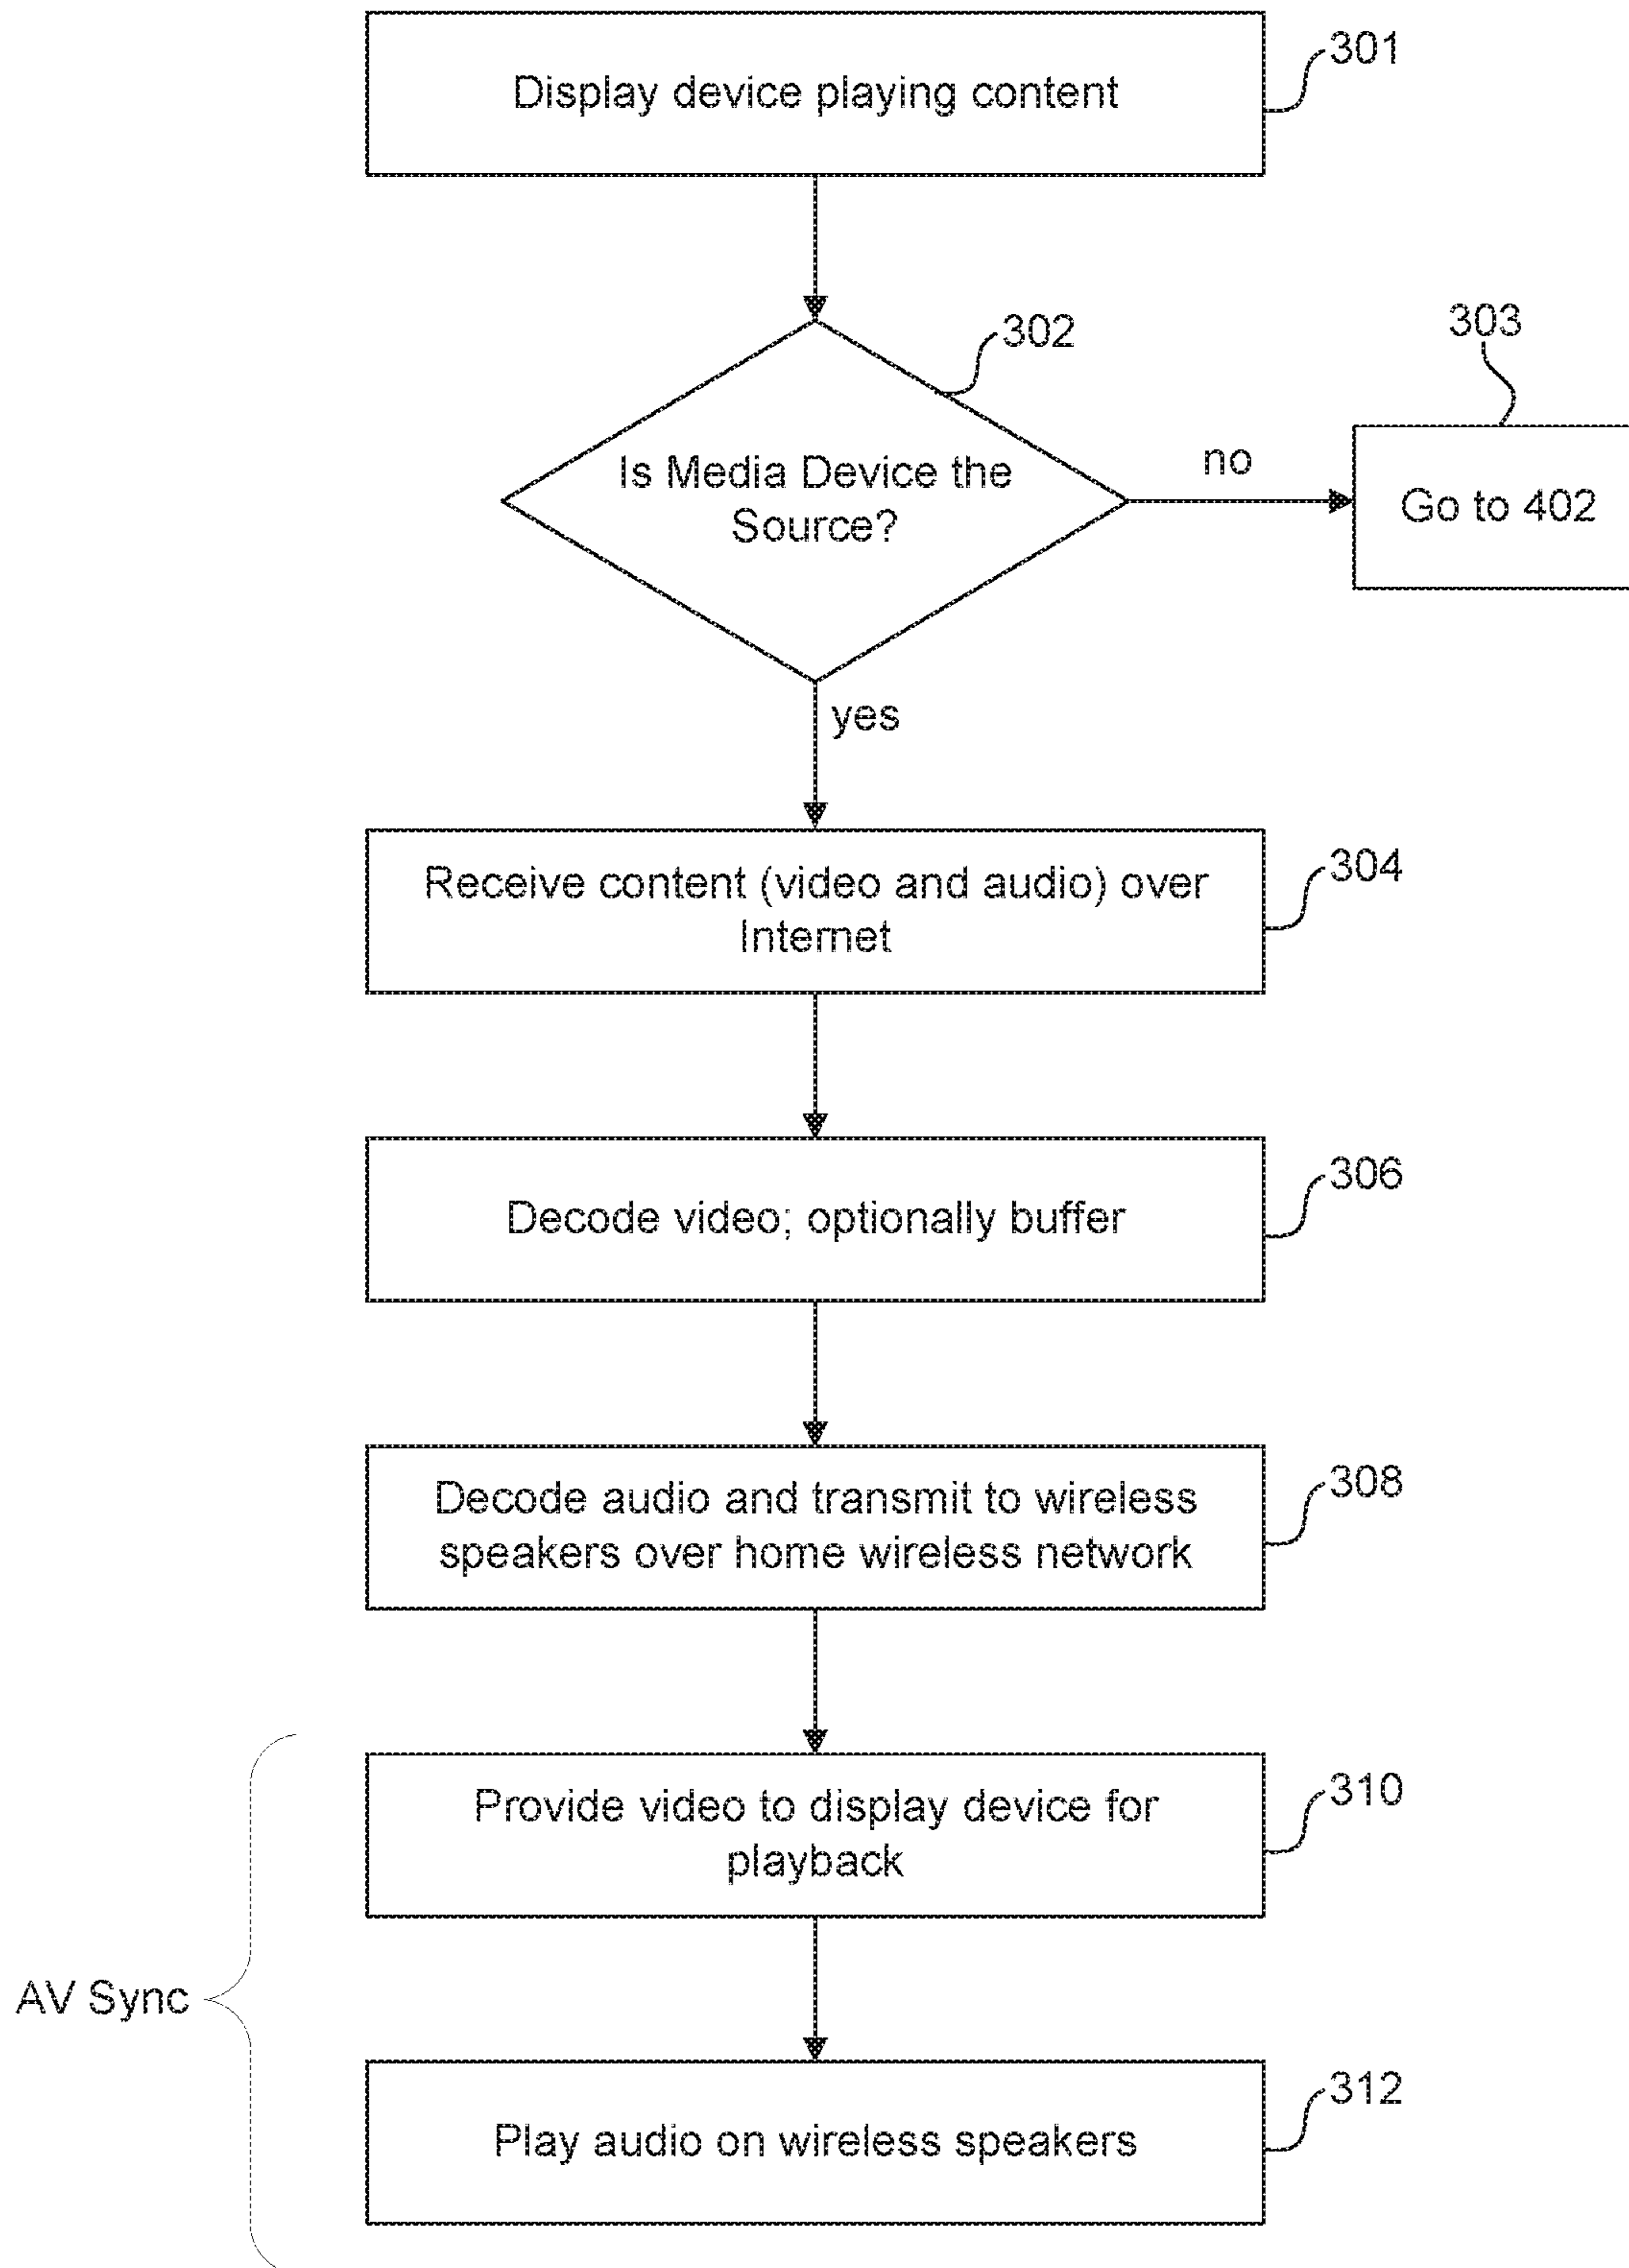 Display device playing content
301
302
303
Is Media Device the
Source?
no
Go to 402
yes
Receive content (video and audio) over
Internet
304
Decode video; optionally buffer
306
Decode audio and transmit to wireless
speakers over home wireless network
308
Provide video to display device for
playback
310
AV Sync
Play audio on wireless speakers
312